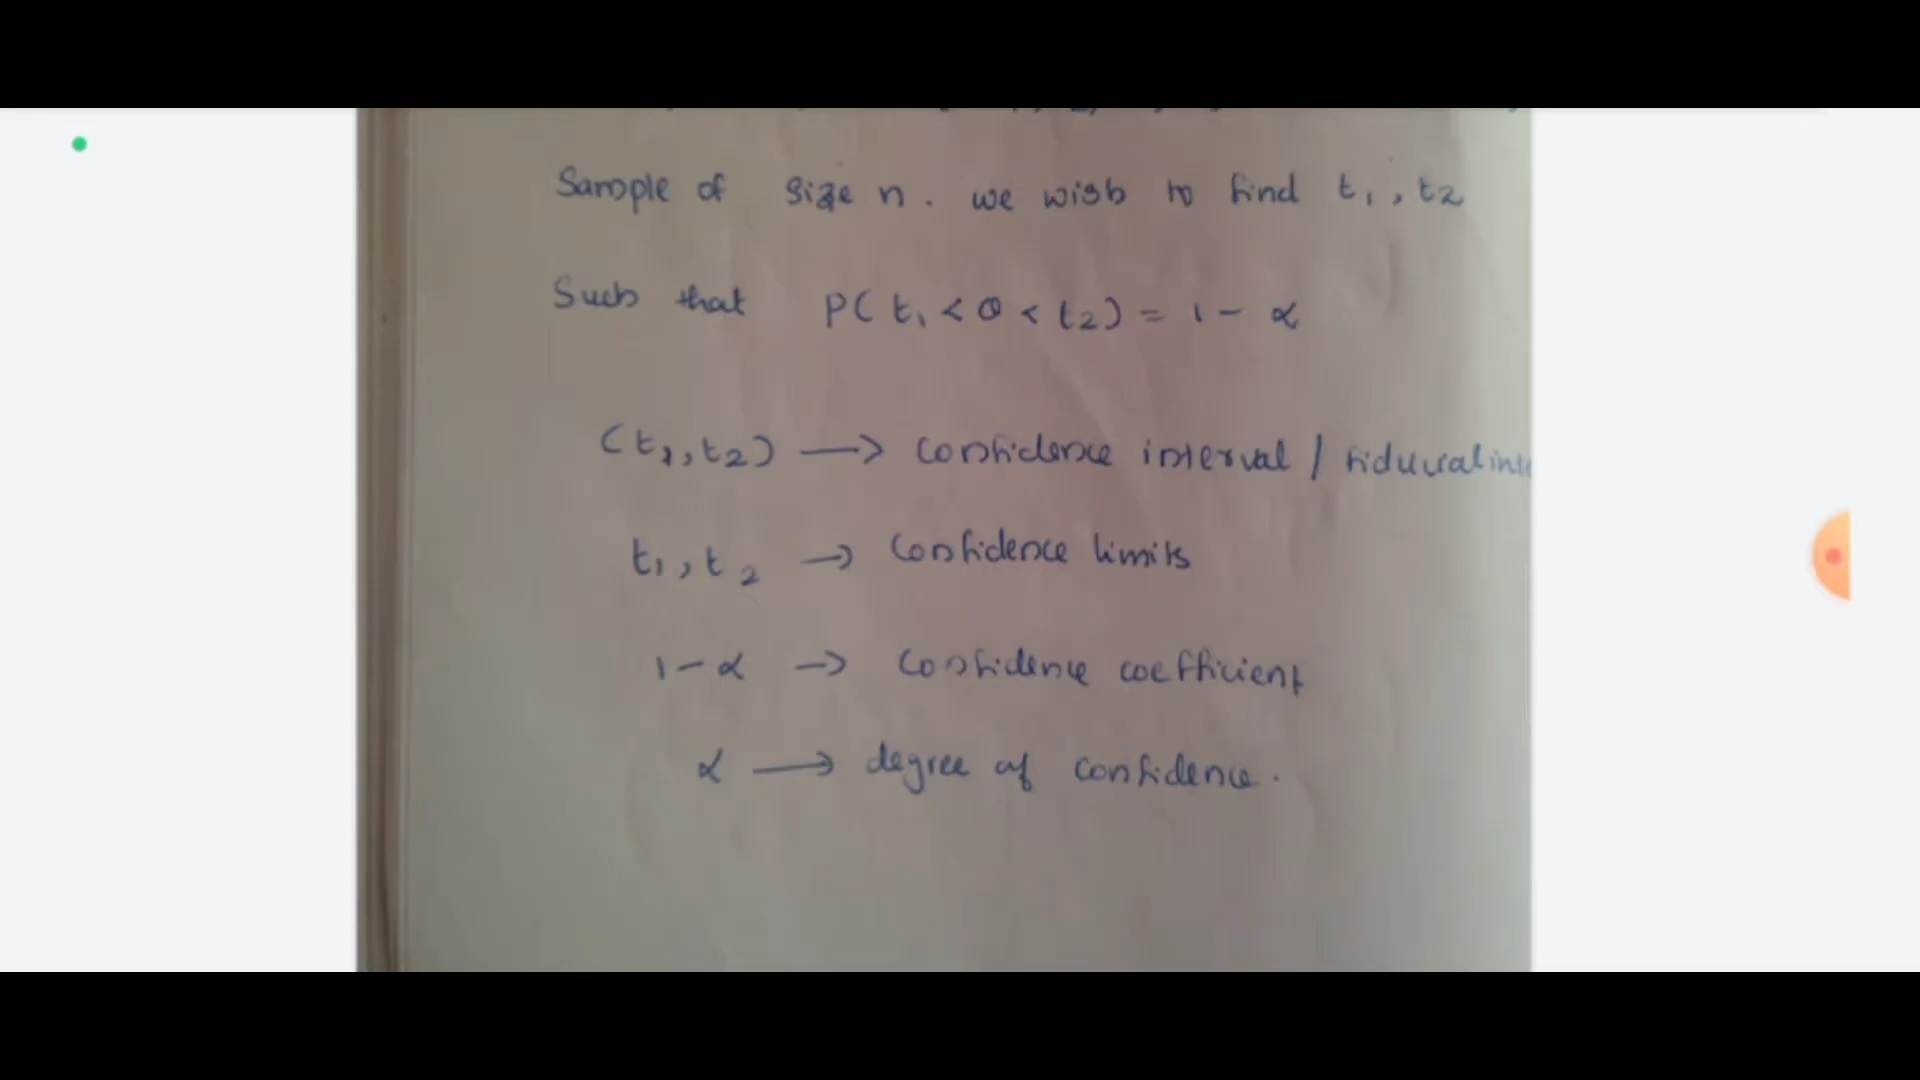 Sample of size n. we wish to find t1, t2
Such that P(t1 < θ < t2) = 1 - α
(t1, t2) → confidence interval /
t1, t2 → Confidence limits
1 - α → Confidence coefficient
α → degree of confidence.